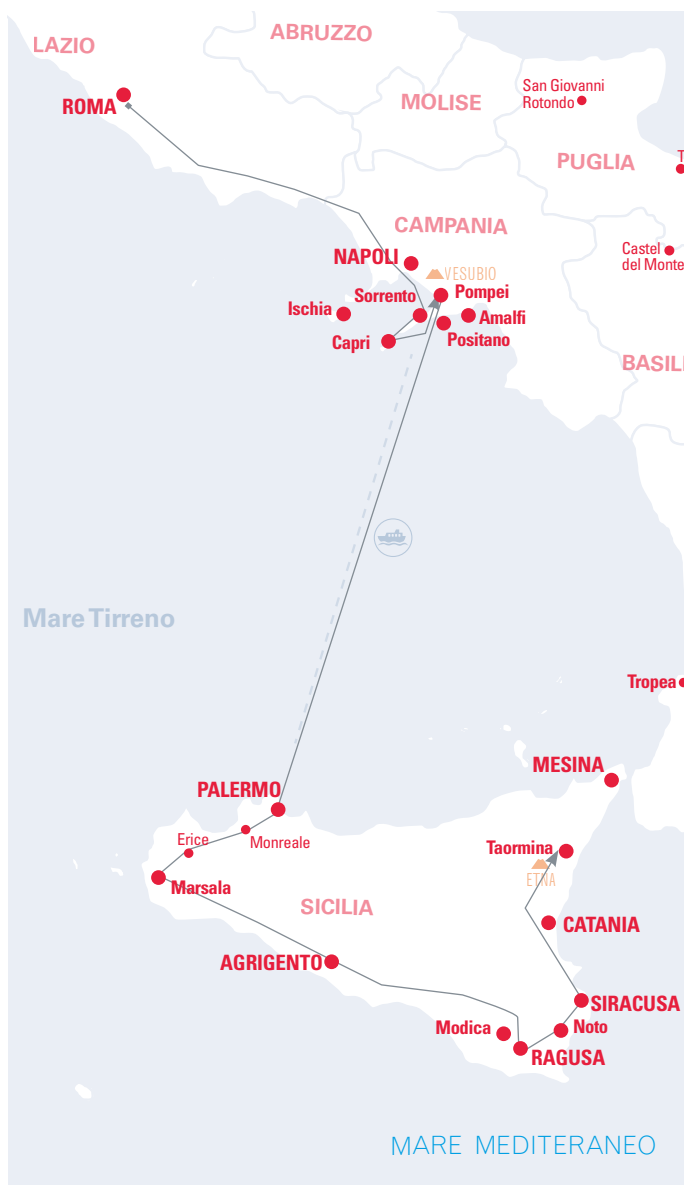 LAZIO
ABRUZZO
ROMA
MOLISE
San Giovanni
Rotondo
PUGLIA
T
CAMPANIA
NAPOLI
VESUBIO
Castel
del Monte
Sorrento
Pompei
Ischia
Amalfi
Capri
Positano
BASILI
Mare Tirreno
Tropea
MESINA
PALERMO
Erice
Monreale
Taormina
ETNA
Marsala
SICILIA
CATANIA
AGRIGENTO
SIRACUSA
Modica
Noto
RAGUSA
MARE MEDITERANEO